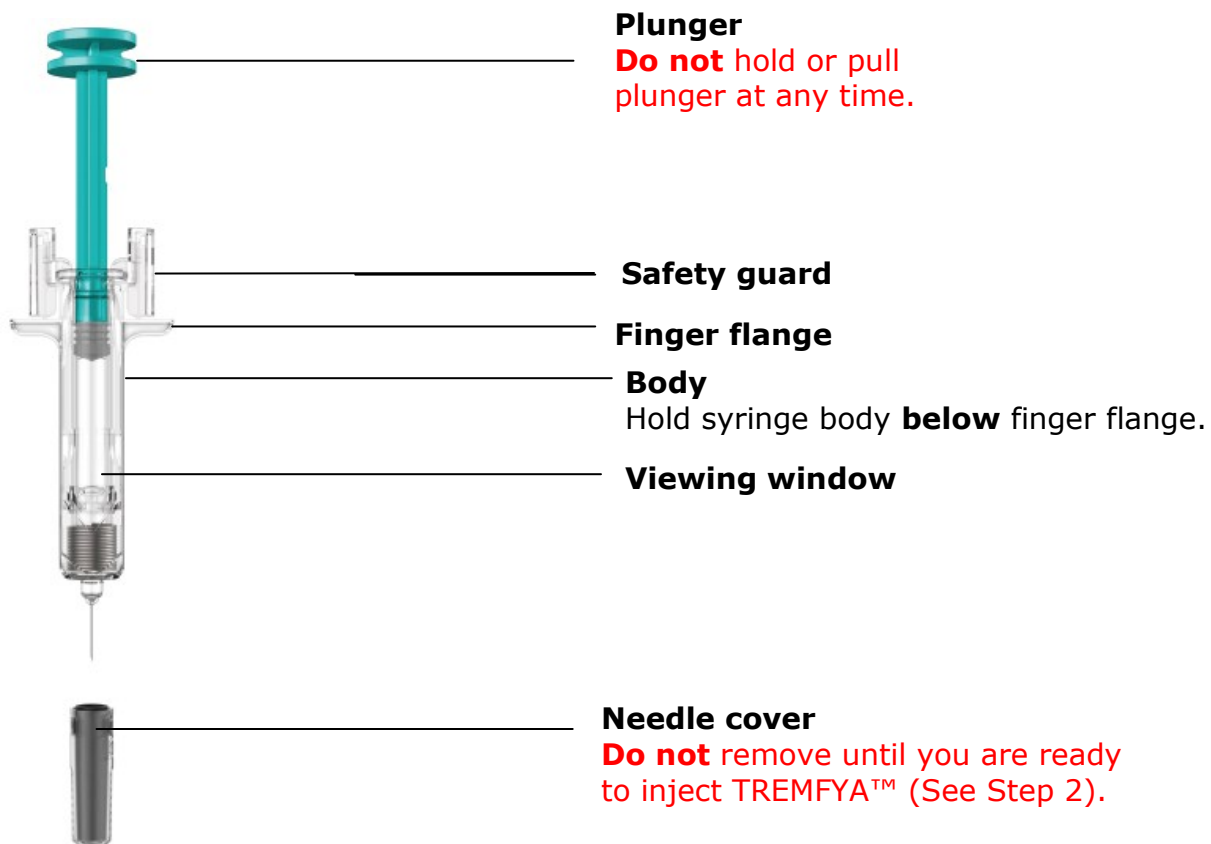 Plunger
Do not hold or pull
plunger at any time.
Safety guard
Finger flange
Body
Hold syringe body below finger flange.
Viewing window
Needle cover
Do not remove until you are ready
to inject TREMFYA™ (See Step 2).